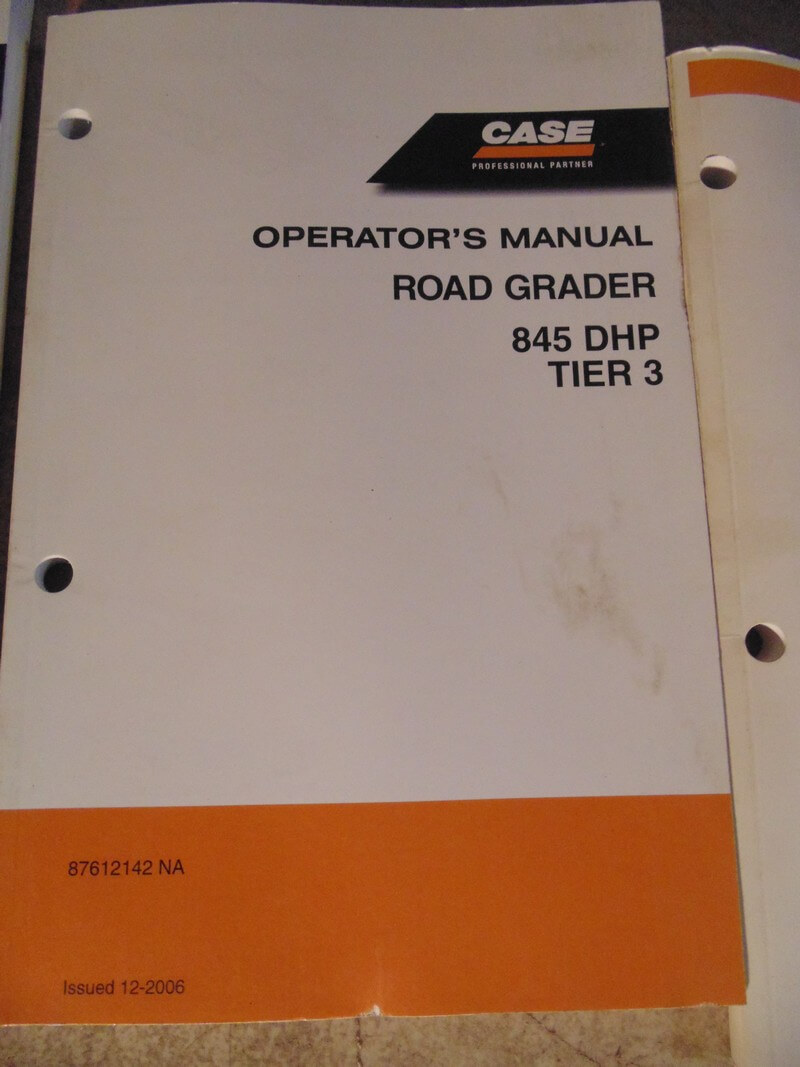 CASE
PROFESSIONAL PARTNER
OPERATOR'S MANUAL
ROAD GRADER
845 DHP
TIER 3
87612142 NA
Issued 12-2006